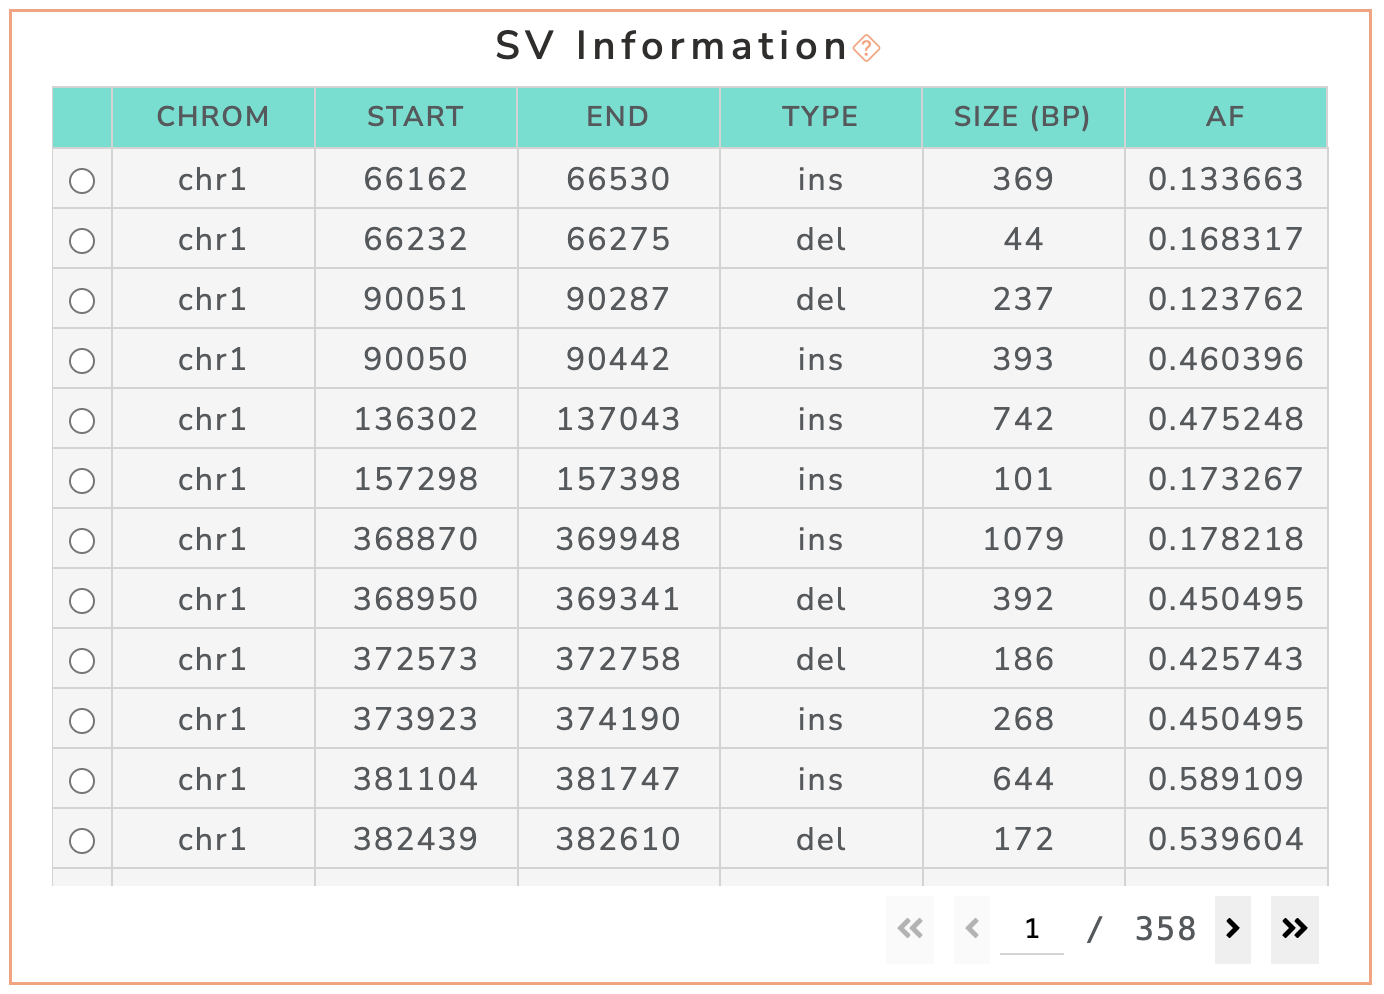 SV Information?
CHROM START END TYPE SIZE (BP) AF
chr1 66162 66530 ins 369 0.133663
chr1 66232 66275 del 44 0.168317
chr1 90051 90287 del 237 0.123762
chr1 90050 90442 ins 393 0.460396
chr1 136302 137043 ins 742 0.475248
chr1 157298 157398 ins 101 0.173267
chr1 368870 369948 ins 1079 0.178218
chr1 368950 369341 del 392 0.450495
chr1 372573 372758 del 186 0.425743
chr1 373923 374190 ins 268 0.450495
chr1 381104 381747 ins 644 0.589109
chr1 382439 382610 del 172 0.539604
1 / 358